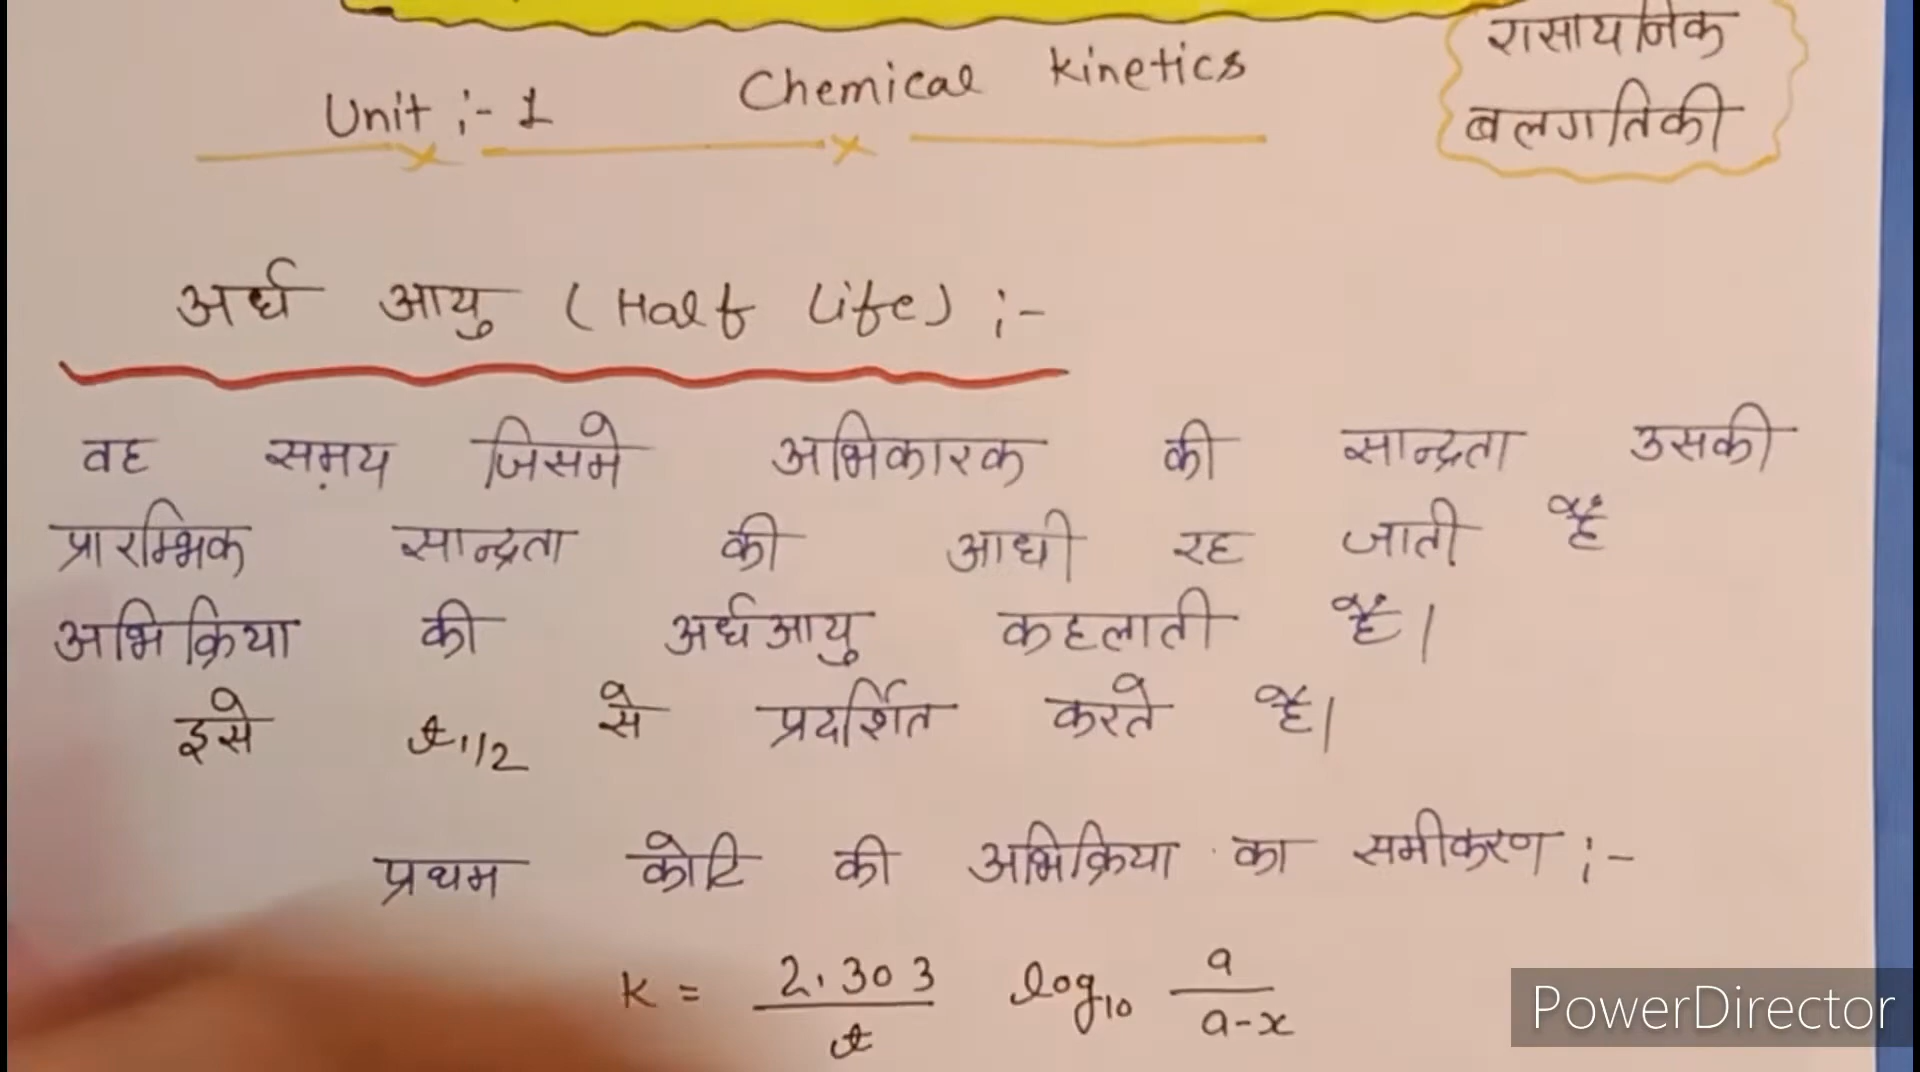 Unit :- 1 Chemical kinetics
रासायनिक
बलगतिकी
अर्ध आयु (Half Life) :-
वह समय जिसमे अभिकारक की सान्द्रता उसकी
प्रारम्भिक सान्द्रता की आधी रह जाती है
अभिक्रिया की अर्धआयु कहलाती है।
इसे t1/2 से प्रदर्शित करते है।
प्रथम कोटि की अभिक्रिया का समीकरण :-
K = 2.303/t log10 a/a-x
PowerDirector